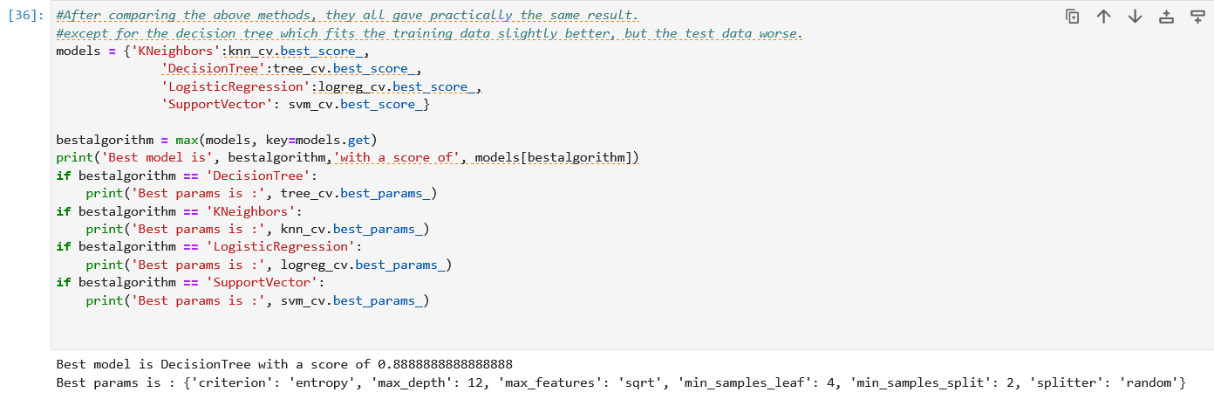 [36]: #After comparing the above methods, they all gave practically the same result.
#except for the decision tree which fits the training data slightly better, but the test data worse.
models = {'KNeighbors':knn_cv.best_score_,
'DecisionTree':tree_cv.best_score_,
'LogisticRegression':logreg_cv.best_score_,
'SupportVector': svm_cv.best_score_}
bestalgorithm = max(models, key=models.get)
print('Best model is', bestalgorithm,'with a score of', models[bestalgorithm])
if bestalgorithm == 'DecisionTree':
print('Best params is :', tree_cv.best_params_)
if bestalgorithm == 'KNeighbors':
print('Best params is :', knn_cv.best_params_)
if bestalgorithm == 'LogisticRegression':
print('Best params is :', logreg_cv.best_params_)
if bestalgorithm == 'SupportVector':
print('Best params is :', svm_cv.best_params_)
Best model is DecisionTree with a score of 0.8888888888888888
Best params is : {'criterion': 'entropy', 'max_depth': 12, 'max_features': 'sqrt', 'min_samples_leaf': 4, 'min_samples_split': 2, 'splitter': 'random'}